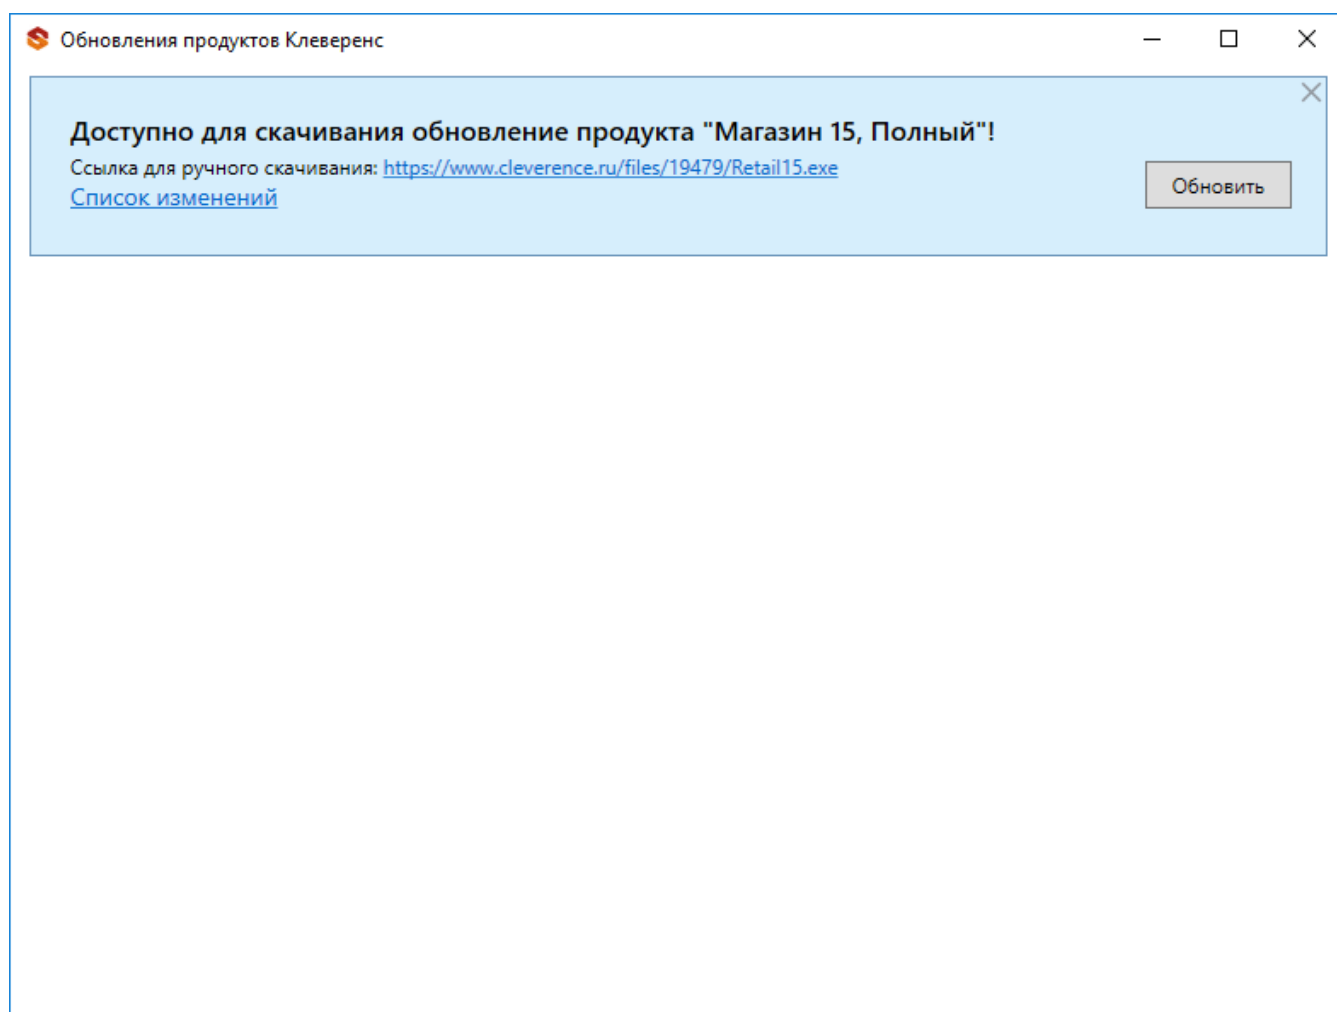 Обновления продуктов Клеверенс
Доступно для скачивания обновление продукта "Магазин 15, Полный"!
Ссылка для ручного скачивания: https://www.cleverence.ru/files/19479/Retail15.exe
Список изменений
Обновить